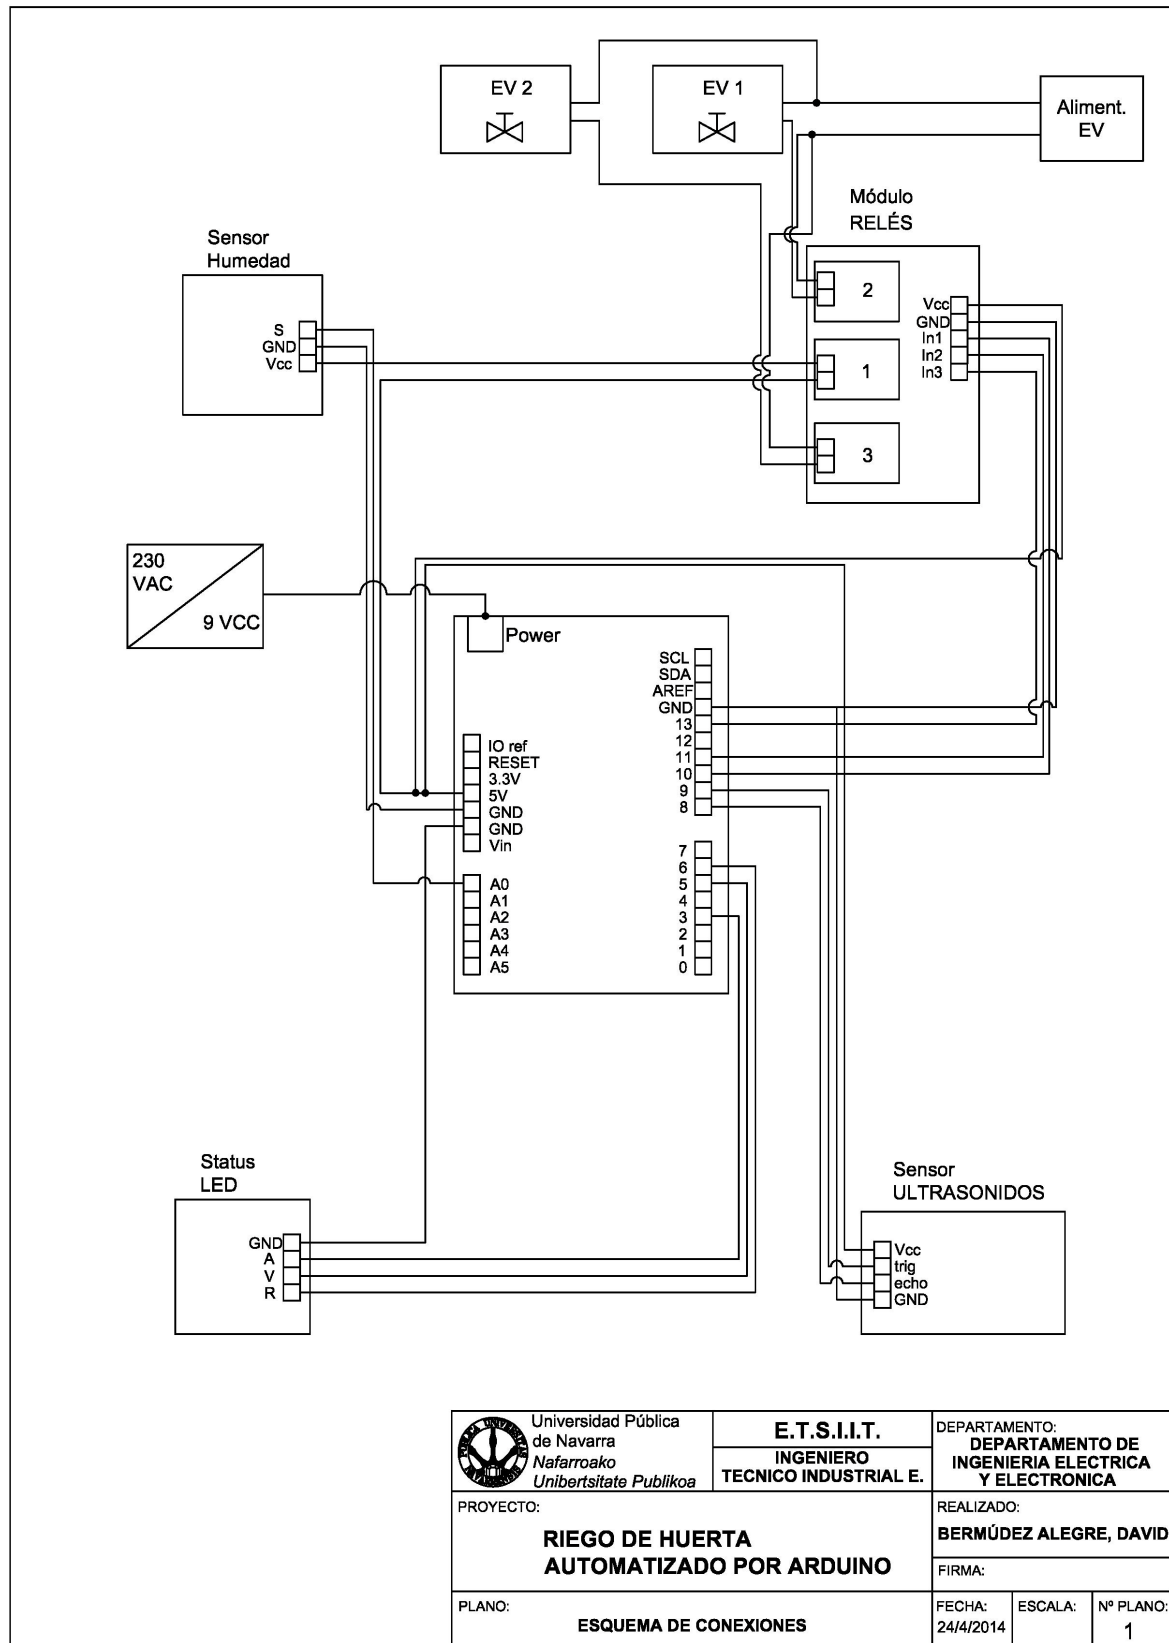 EV 2
EV 1
Aliment.
EV
Módulo
RELÉS
Sensor
Humedad
S
GND
Vcc
2
1
3
Vcc
GND
In1
In2
In3
230
VAC
9 VCC
Power
SCL
SDA
AREF
GND
13
12
11
10
9
8
IO ref
RESET
3.3V
5V
GND
GND
Vin
7
6
5
4
3
2
1
0
A0
A1
A2
A3
A4
A5
Status
LED
GND
A
V
R
Sensor
ULTRASONIDOS
Vcc
trig
echo
GND
Universidad Pública
de Navarra
Nafarroako
Unibertsitate Publikoa
E.T.S.I.I.T.
INGENIERO
TECNICO INDUSTRIAL E.
DEPARTAMENTO:
DEPARTAMENTO DE
INGENIERIA ELECTRICA
Y ELECTRONICA
PROYECTO:
RIEGO DE HUERTA
AUTOMATIZADO POR ARDUINO
REALIZADO:
BERMÚDEZ ALEGRE, DAVID
FIRMA:
PLANO:
ESQUEMA DE CONEXIONES
FECHA:
24/4/2014
ESCALA:
Nº PLANO:
1